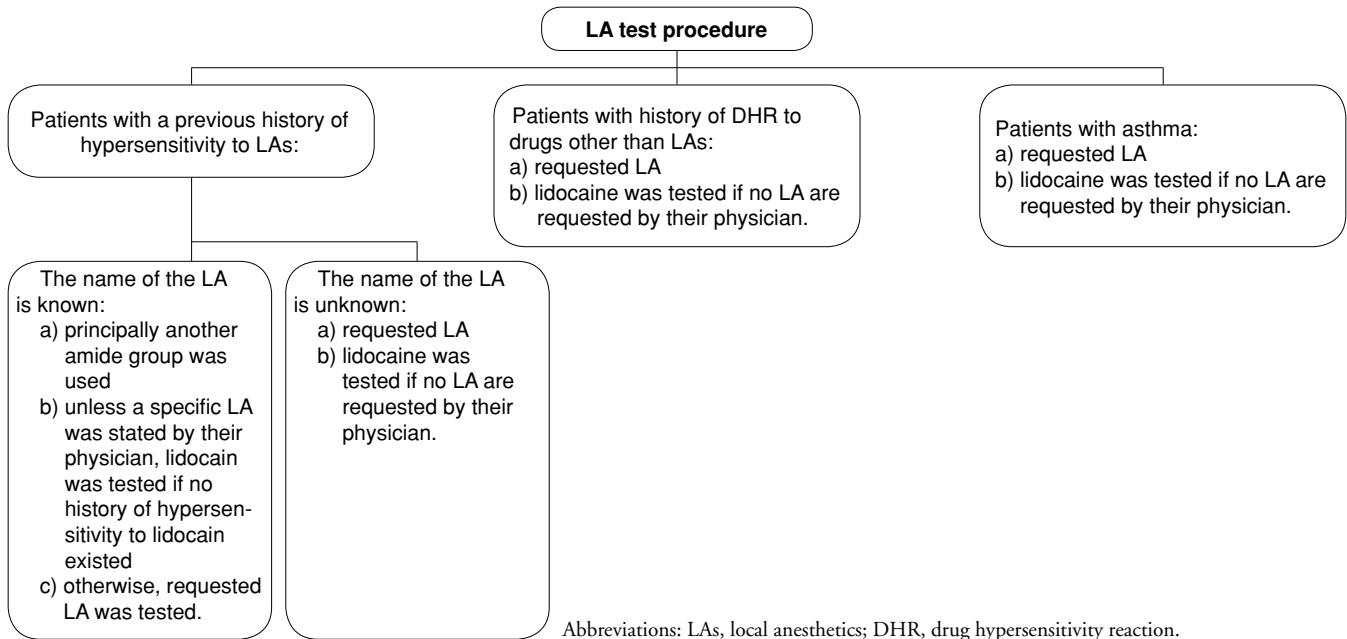 LA test procedure
Patients with a previous history of
hypersensitivity to LAs:
Patients with history of DHR to
drugs other than LAs:
a) requested LA
b) lidocaine was tested if no LA are
requested by their physician.
Patients with asthma:
a) requested LA
b) lidocaine was tested if no LA are
requested by their physician.
The name of the LA
is known:
a) principally another
amide group was
used
b) unless a specific LA
was stated by their
physician, lidocain
was tested if no
history of hypersen-
sitivity to lidocain
existed
c) otherwise, requested
LA was tested.
The name of the LA
is unknown:
a) requested LA
b) lidocaine was
tested if no LA are
requested by their
physician.
Abbreviations: LAs, local anesthetics; DHR, drug hypersensitivity reaction.